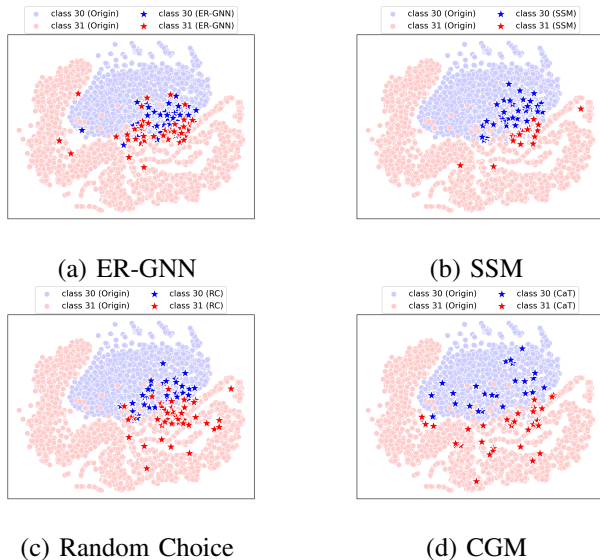 class 30 (Origin) class 30 (ER-GNN)
class 31 (Origin) class 31 (ER-GNN)
class 30 (Origin) class 30 (SSM)
class 31 (Origin) class 31 (SSM)
(a) ER-GNN
(b) SSM
class 30 (Origin) class 30 (RC)
class 31 (Origin) class 31 (RC)
class 30 (Origin) class 30 (CaT)
class 31 (Origin) class 31 (CaT)
(c) Random Choice
(d) CGM